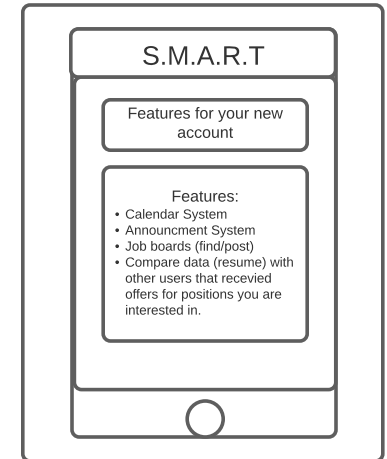 S.M.A.R.T
Features for your new
account
Features:
• Calendar System
• Announcment System
• Job boards (find/post)
• Compare data (resume) with
other users that recevied
offers for positions you are
interested in.